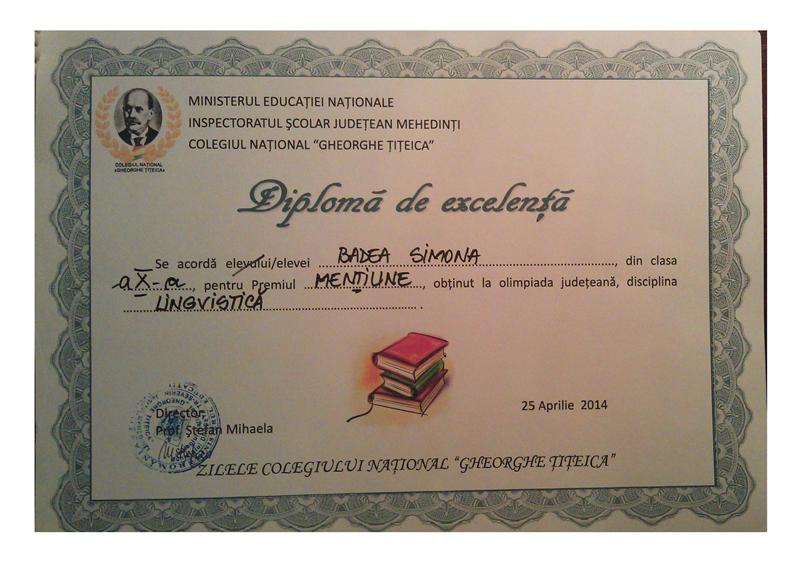 MINISTERUL EDUCAȚIEI NAȚIONALE
INSPECTORATUL ȘCOLAR JUDEȚEAN MEHEDINȚI
COLEGIUL NAȚIONAL "GHEORGHE ȚIȚEICA"
COLEGIUL NAȚIONAL
«GHEORGHE ȚIȚEICA»
Diplomă de excelență
Se acordă elevului/elevei BADEA SIMONA, din clasa
a X-a, pentru Premiul MENȚIUNE, obținut la olimpiada județeană, disciplina
LINGVISTICĂ.
25 Aprilie 2014
Director,
Prof. Ștefan Mihaela
ZILELE COLEGIULUI NAȚIONAL "GHEORGHE ȚIȚEICA"